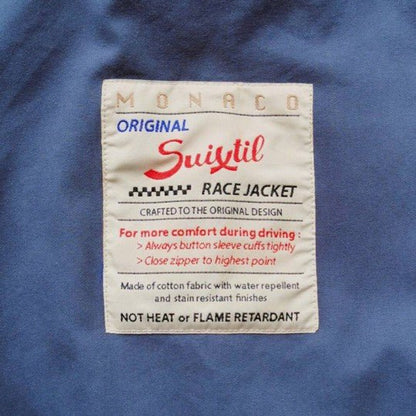 MONACO
ORIGINAL
Suixtil
RACE JACKET
CRAFTED TO THE ORIGINAL DESIGN
For more comfort during driving :
> Always button sleeve cuffs tightly
> Close zipper to highest point
Made of cotton fabric with water repellent
and stain resistant finishes
NOT HEAT or FLAME RETARDANT